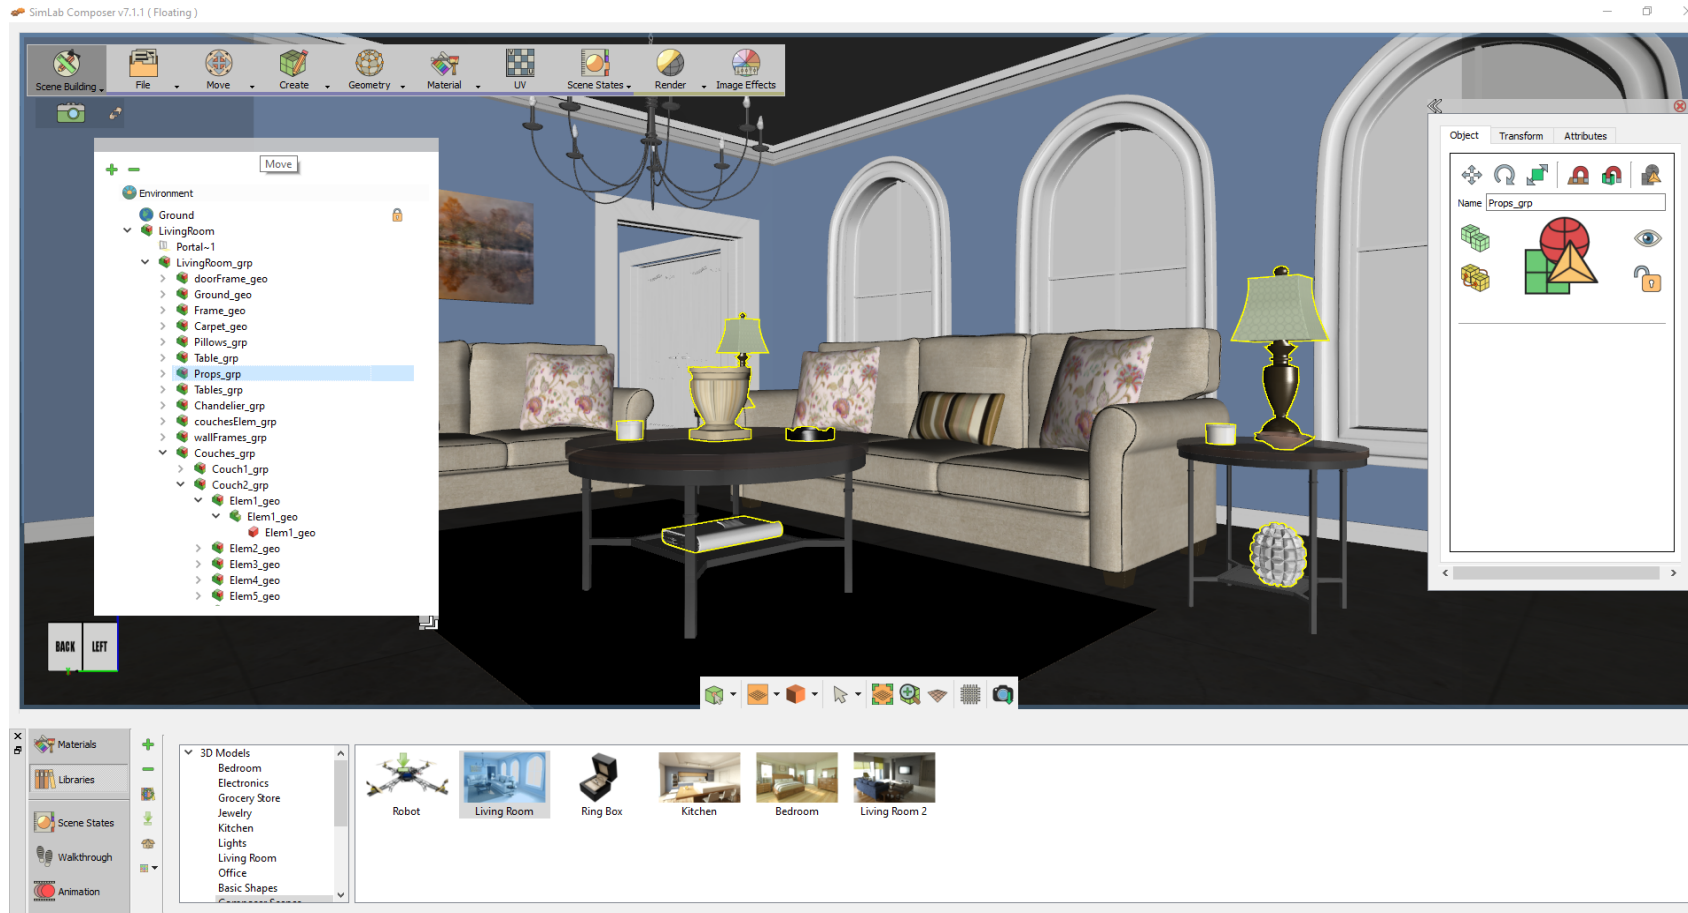 SimLab Composer v7.1.1 ( Floating )
Scene Building
File
Move
Create
Geometry
Material
UV
Scene States
Render
Image Effects
Move
Environment
Ground
LivingRoom
Portal~1
LivingRoom_grp
doorFrame_geo
Ground_geo
Frame_geo
Carpet_geo
Pillows_grp
Table_grp
Props_grp
Tables_grp
Chandelier_grp
couchesElem_grp
wallFrames_grp
Couches_grp
Couch1_grp
Couch2_grp
Elem1_geo
Elem1_geo
Elem1_geo
Elem2_geo
Elem3_geo
Elem4_geo
Elem5_geo
Object
Transform
Attributes
Name
Props_grp
BACK
LEFT
Materials
Libraries
Scene States
Walkthrough
Animation
3D Models
Bedroom
Electronics
Grocery Store
Jewelry
Kitchen
Lights
Living Room
Office
Basic Shapes
Composer Scenes
Robot
Living Room
Ring Box
Kitchen
Bedroom
Living Room 2